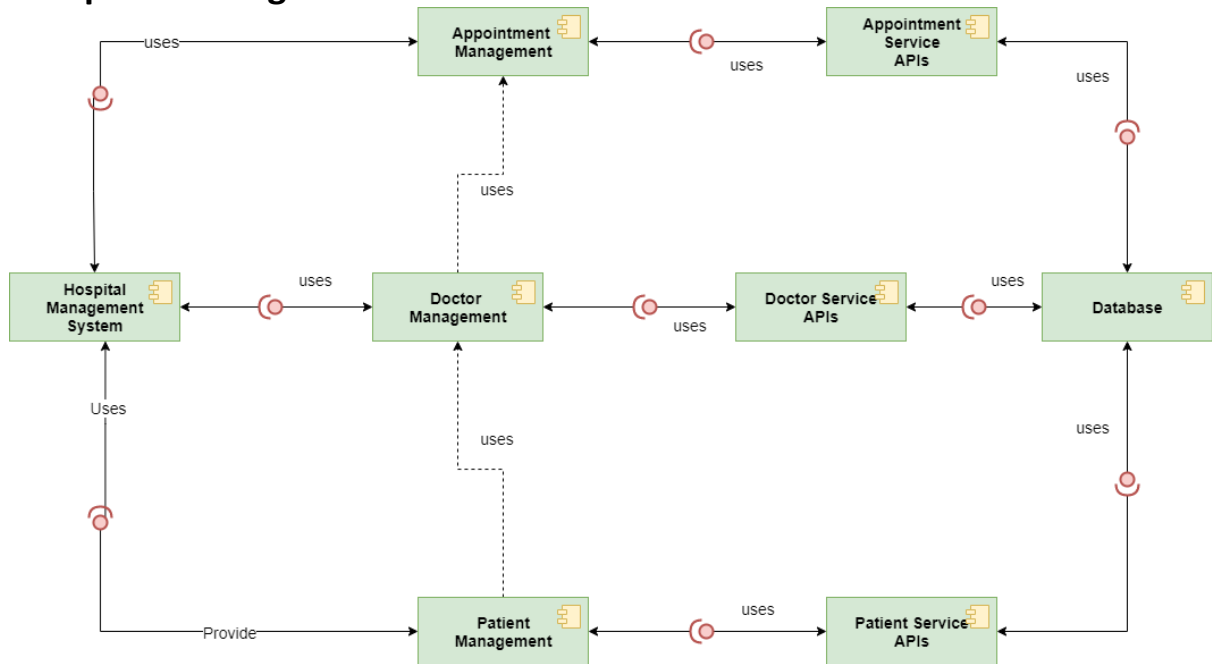 uses
Appointment
Management
uses
Appointment
Service
APIs
uses
uses
Hospital
Management
System
uses
Doctor
Management
uses
Doctor Service
APIs
uses
Database
Uses
uses
uses
Provide
Patient
Management
uses
Patient Service
APIs